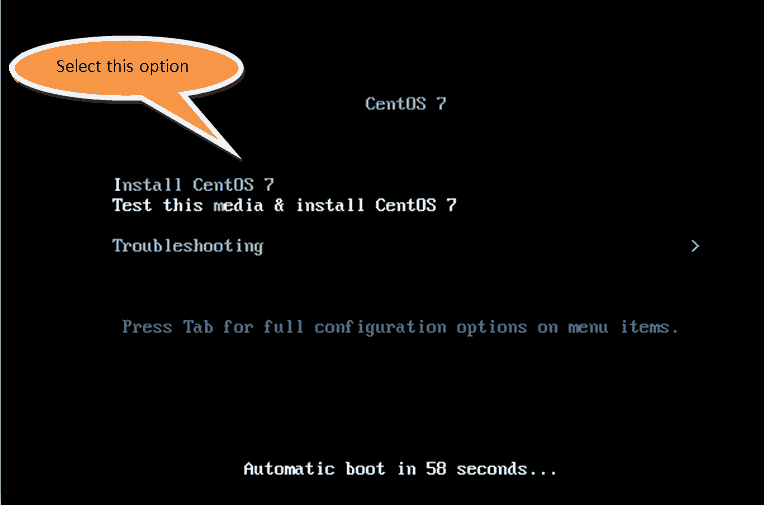 Select this option
CentOS 7
Install CentOS 7
Test this media & install CentOS 7
Troubleshooting >
Press Tab for full configuration options on menu items.
Automatic boot in 58 seconds...